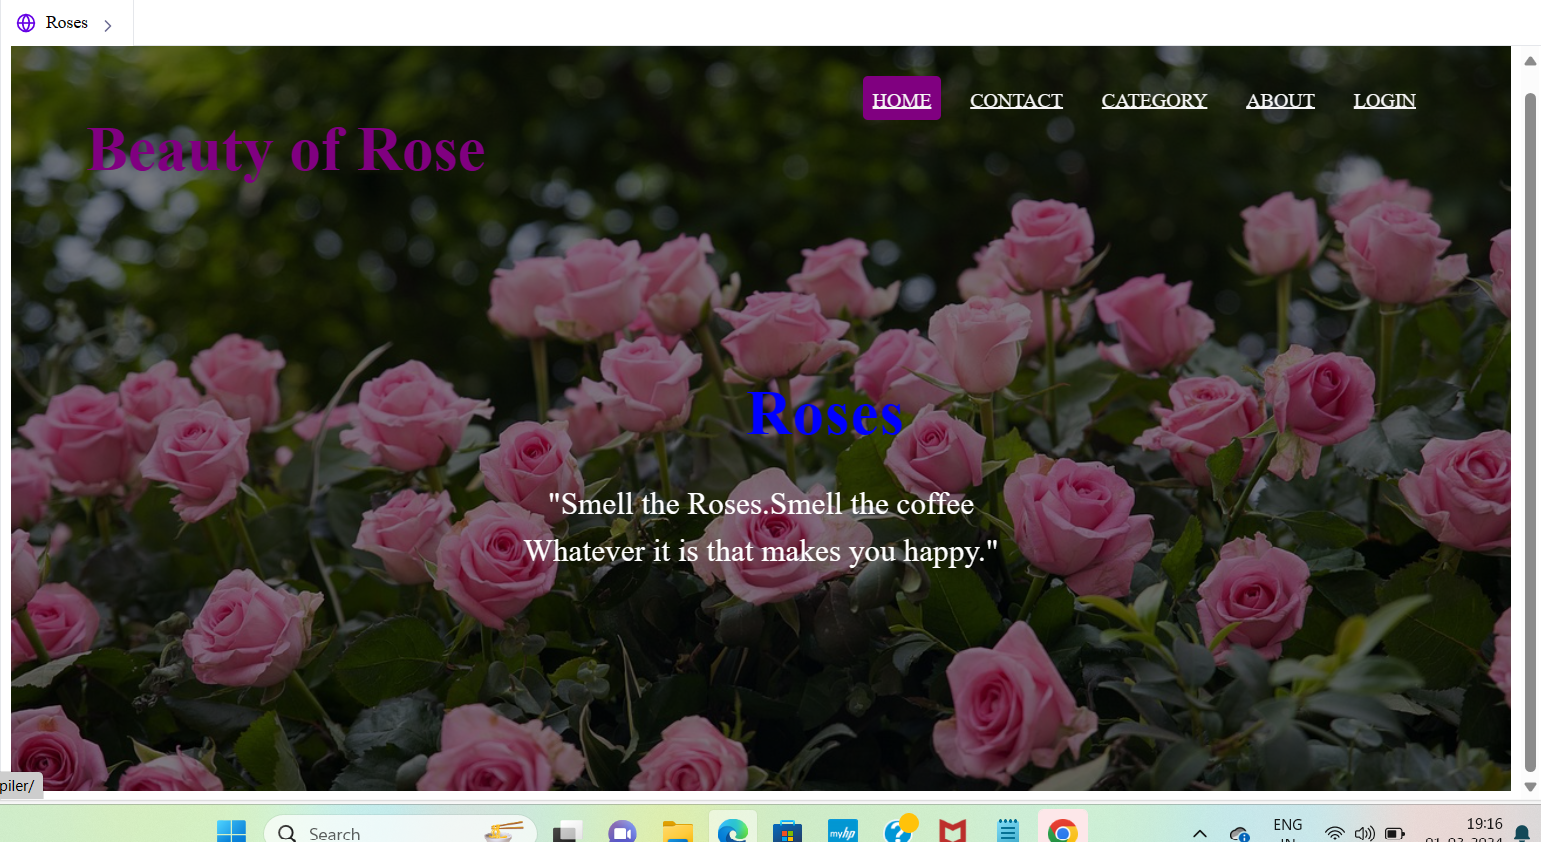 Roses
HOME CONTACT CATEGORY ABOUT LOGIN
Beauty of Rose
Roses
"Smell the Roses.Smell the coffee
Whatever it is that makes you happy."
piler/
Search
myhp
ENG
19:16